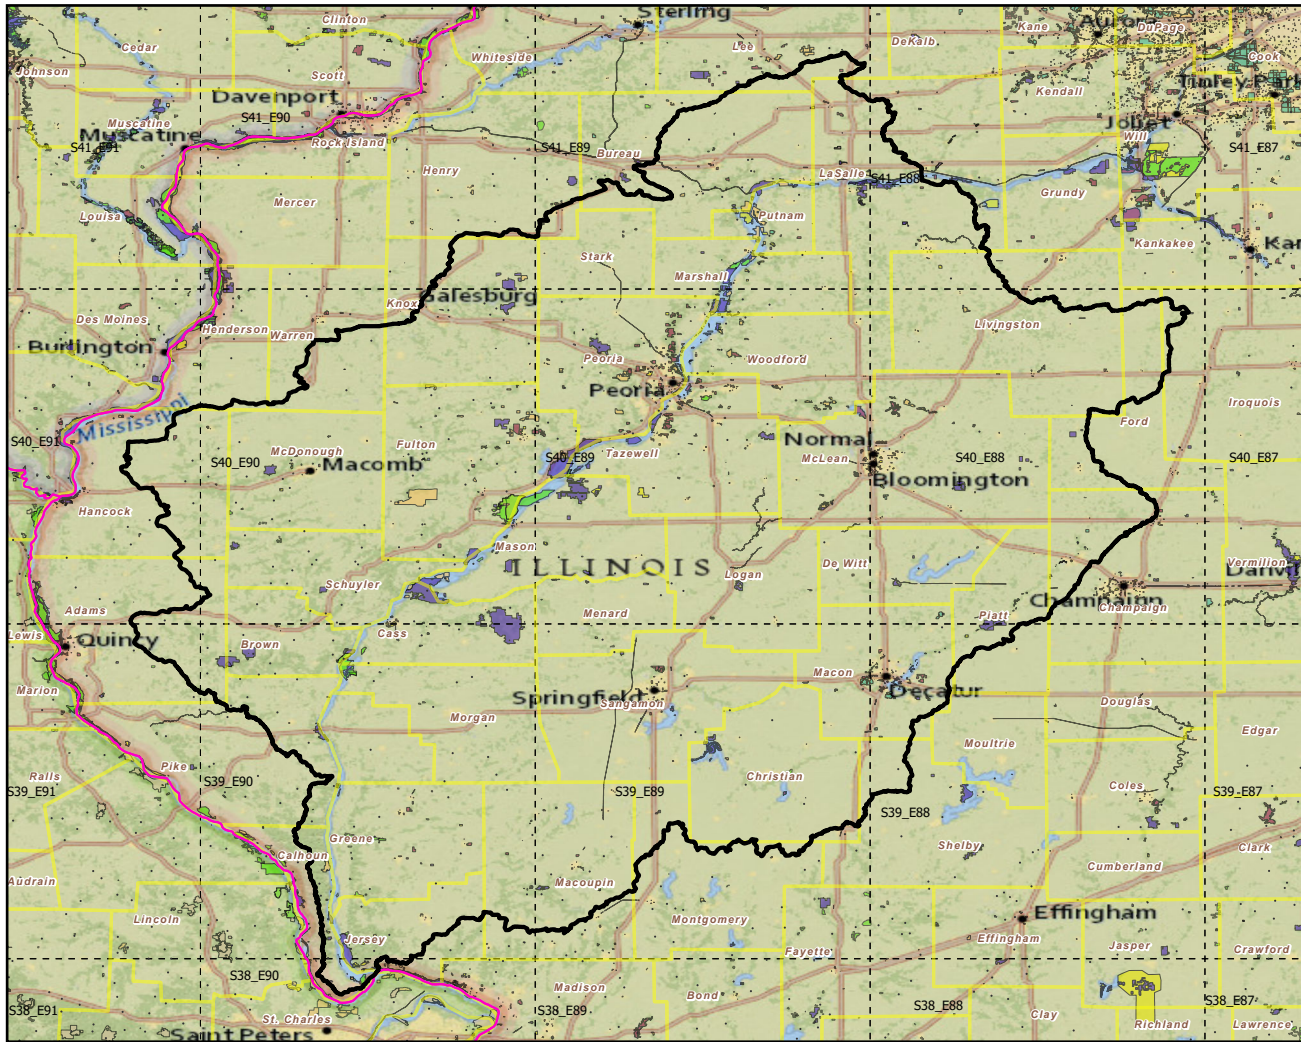 Sterling
Clinton
Kane
Aurora
DuPage
Cedar
Whiteside
Lee
DeKalb
Cook
Johnson
Scott
Kendall
Tinley Park
Davenport
Muscatine
S41_E90
Joliet
Muscatine
Rock Island
Will
S41_E91
S41_E89
Bureau
S41_E87
Henry
LaSalle
S41_E88
Grundy
Mercer
Louisa
Putnam
Kankakee
Kan
Stark
Marshall
Galesburg
Knox
Des Moines
Henderson
Warren
Livingston
Burlington
Peoria
Woodford
Peoria
Iroquois
Mississippi
Ford
S40_E91
McDonough
Fulton
Normal
S40_E90
Macomb
S40_E89
Tazewell
McLean
S40_E88
S40_E87
Bloomington
Hancock
Mason
ILLINOIS
De Witt
Vermilion
Logan
Danvi
Schuyler
Champaign
Adams
Menard
Champaign
Lewis
Quincy
Cass
Piatt
Brown
Macon
Marion
Springfield
Decatur
Sangamon
Morgan
Douglas
Edgar
Moultrie
Pike
Ralls
Christian
S39_E91
S39_E90
S39_E89
Coles
S39_E87
S39_E88
Greene
Shelby
Clark
Calhoun
Cumberland
Audrain
Macoupin
Lincoln
Montgomery
Effingham
Jersey
Effingham
Jasper
Fayette
Crawford
S38_E90
Madison
Bond
S38_E91
S38_E89
S38_E88
S38_E87
St. Charles
Clay
Richland
Lawrence
Saint Peters